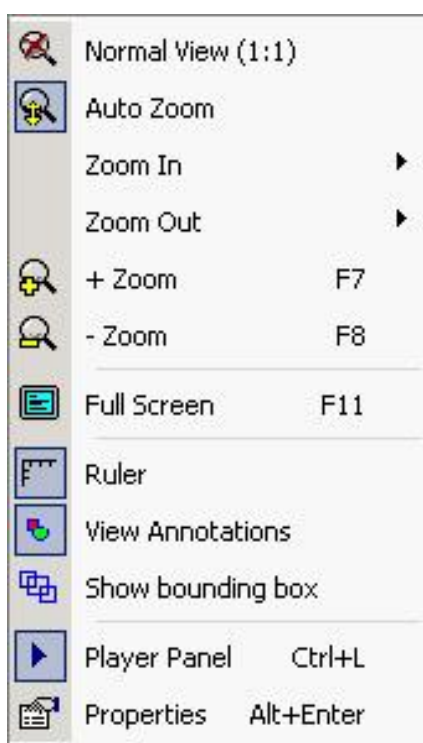 Normal View (1:1)
Auto Zoom
Zoom In
Zoom Out
+ Zoom F7
- Zoom F8
Full Screen F11
Ruler
View Annotations
Show bounding box
Player Panel Ctrl+L
Properties Alt+Enter